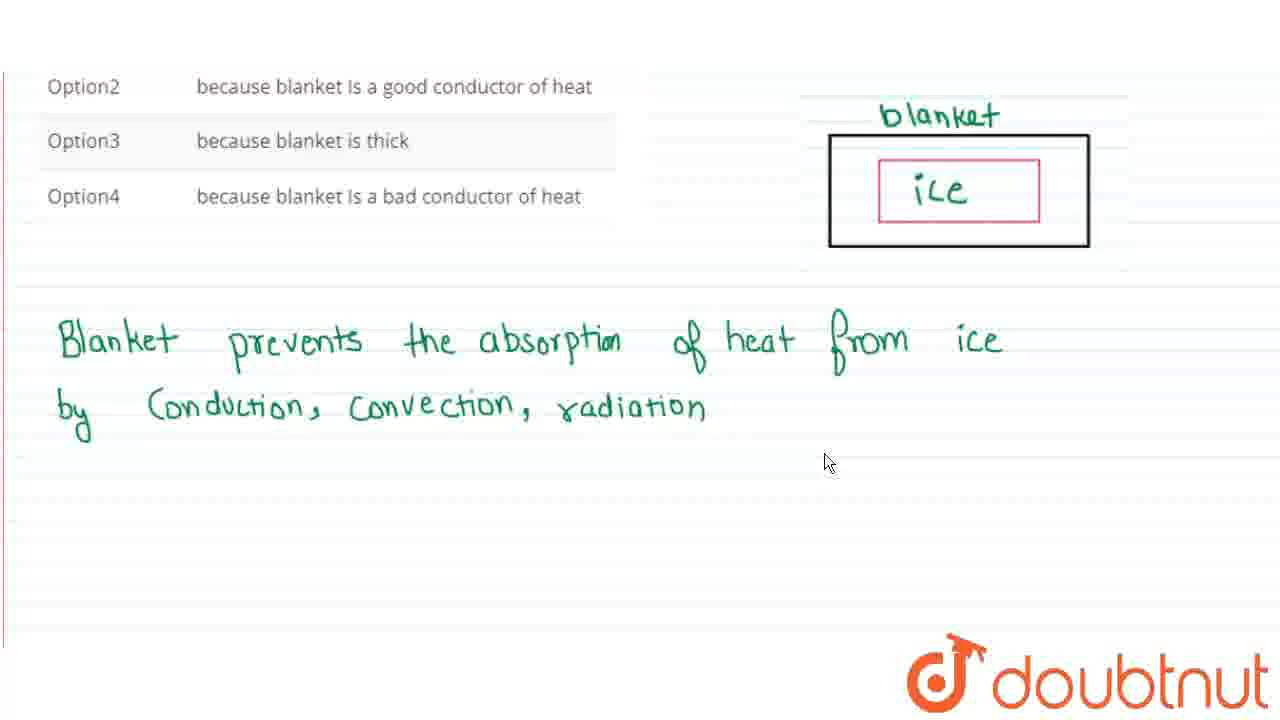 Option2 because blanket Is a good conductor of heat
Option3 because blanket is thick
Option4 because blanket Is a bad conductor of heat
blanket
ice
Blanket prevents the absorption of heat from ice
by Conduction, convection, radiation
doubtnut